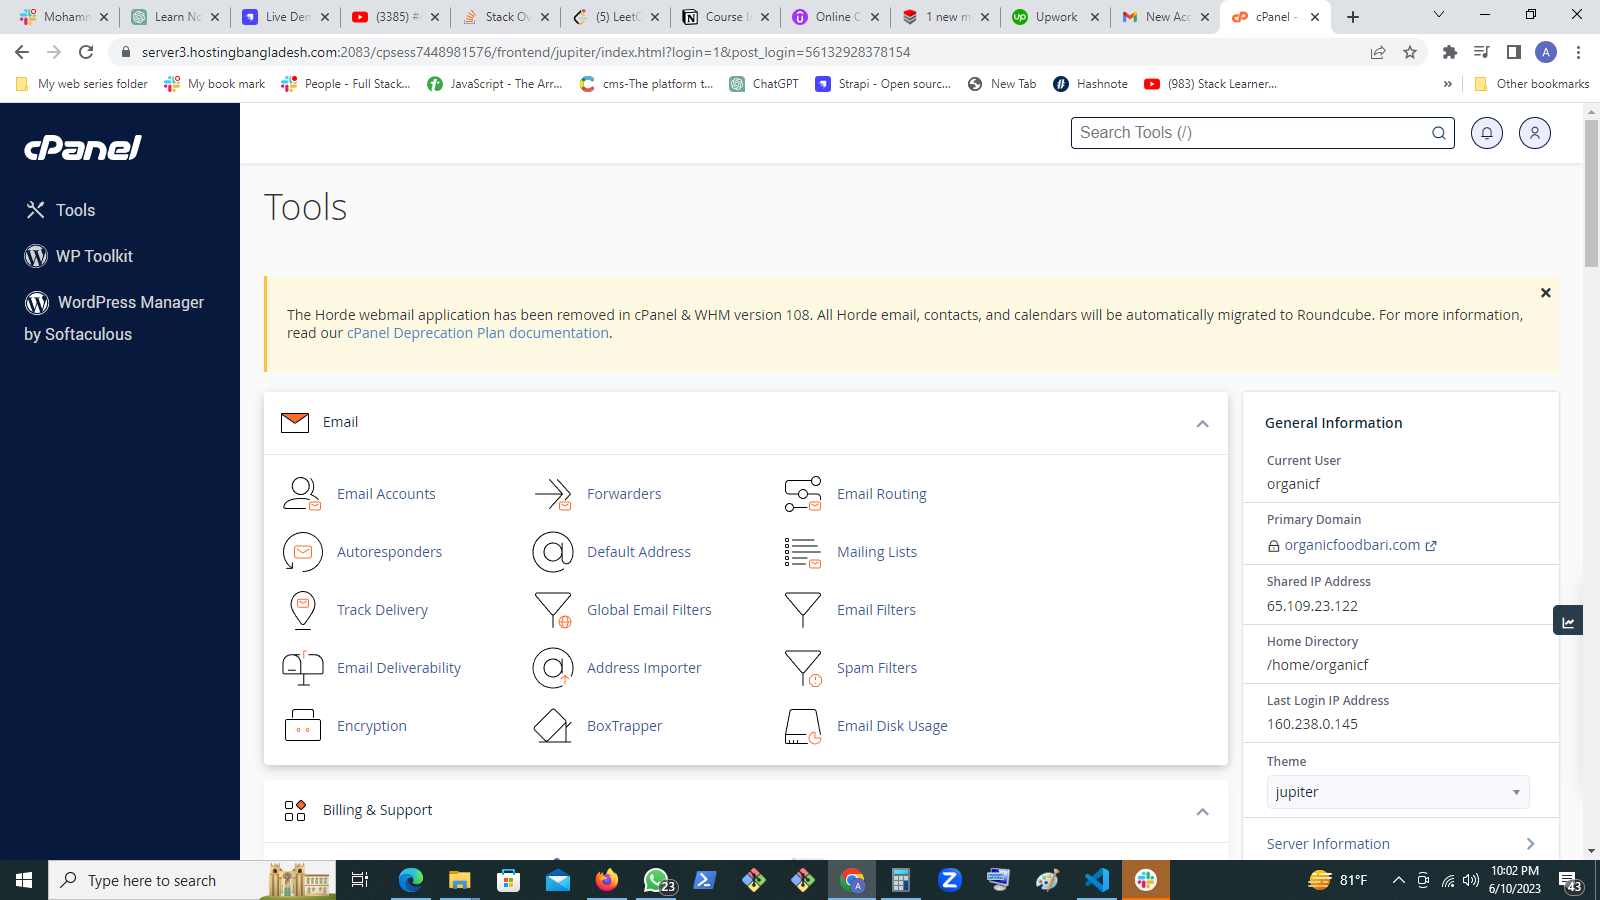 Mohamm
Learn No
Live Den
(3385) #4
Stack Ov
(5) LeetC
Course I
Online C
1 new m
Upwork
New Acc
cPanel -
server3.hostingbangladesh.com:2083/cpsess7448981576/frontend/jupiter/index.html?login=1&post_login=56132928378154
A
My web series folder
My book mark
People - Full Stack...
JavaScript - The Arr...
cms-The platform t...
ChatGPT
Strapi - Open sourc...
New Tab
Hashnote
(983) Stack Learner...
»
Other bookmarks
cPanel
Search Tools (/)
Tools
WP Toolkit
WordPress Manager
by Softaculous
Tools
The Horde webmail application has been removed in cPanel & WHM version 108. All Horde email, contacts, and calendars will be automatically migrated to Roundcube. For more information,
read our cPanel Deprecation Plan documentation.
Email
Email Accounts
Forwarders
Email Routing
Autoresponders
Default Address
Mailing Lists
Track Delivery
Global Email Filters
Email Filters
Email Deliverability
Address Importer
Spam Filters
Encryption
BoxTrapper
Email Disk Usage
Billing & Support
General Information
Current User
organicf
Primary Domain
organicfoodbari.com
Shared IP Address
65.109.23.122
Home Directory
/home/organicf
Last Login IP Address
160.238.0.145
Theme
jupiter
Server Information
Type here to search
23
A
81°F
10:02 PM
6/10/2023
43